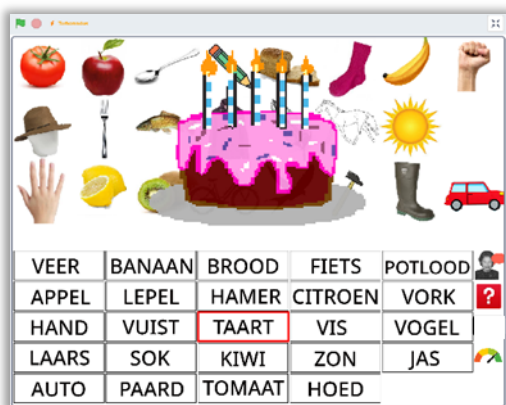 VEER BANAAN BROOD FIETS POTLOOD
APPEL LEPEL HAMER CITROEN VORK ?
HAND VUIST TAART VIS VOGEL
LAARS SOK KIWI ZON JAS
AUTO PAARD TOMAAT HOED